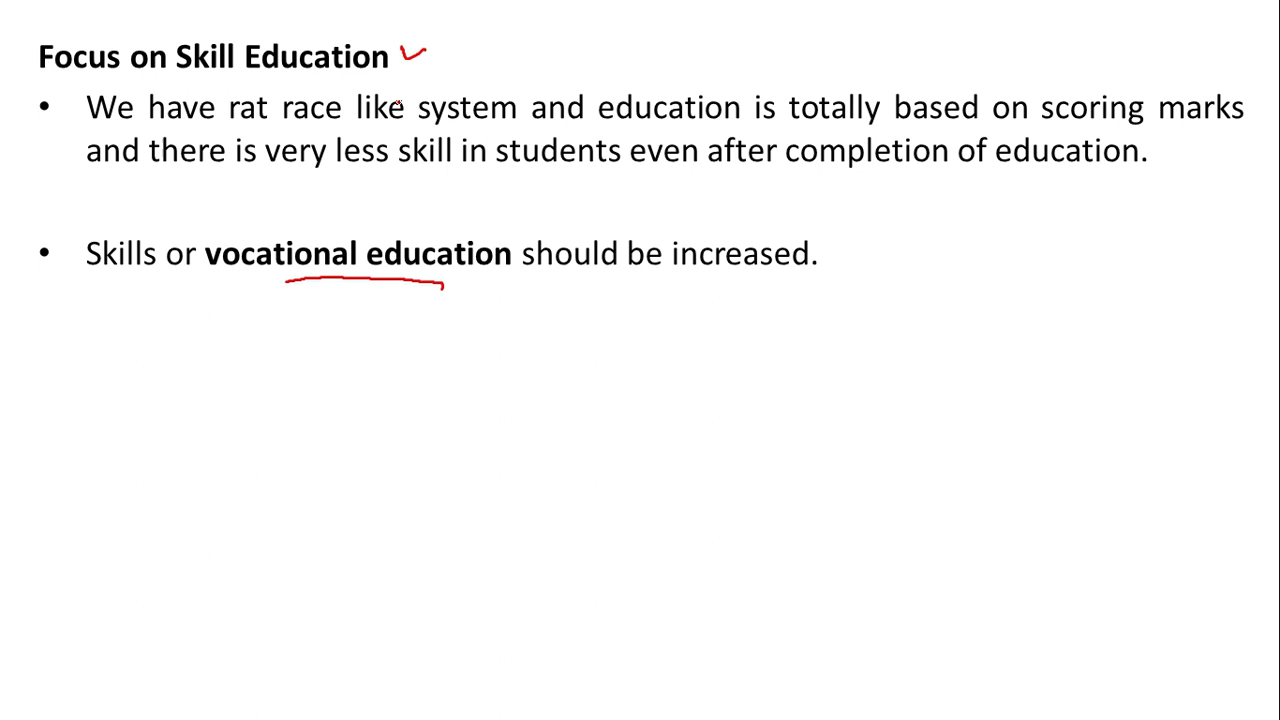 Focus on Skill Education
• We have rat race like system and education is totally based on scoring marks
and there is very less skill in students even after completion of education.
• Skills or vocational education should be increased.